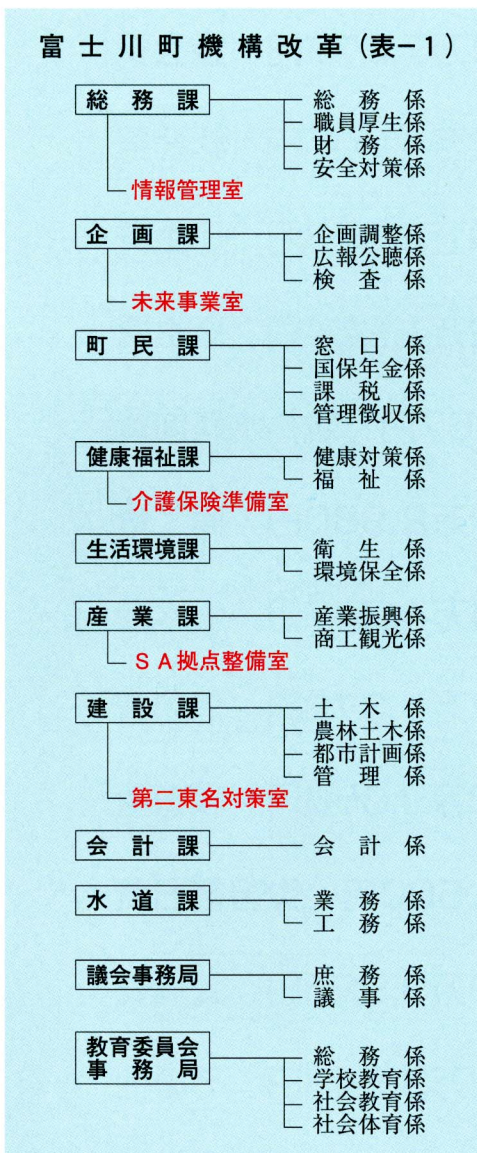 富士川町機構改革(表−1)
総務課
総務係
職員厚生係
財務係
安全対策係
情報管理室
企画課
企画調整係
広報公聴係
検査係
未来事業室
町民課
窓口係
国保年金係
課税係
管理徴収係
健康福祉課
健康対策係
福祉係
介護保険準備室
生活環境課
衛生係
環境保全係
産業課
産業振興係
商工観光係
SA拠点整備室
建設課
土木係
農林土木係
都市計画係
管理係
第二東名対策室
会計課
会計係
水道課
業務係
工務係
議会事務局
庶務係
議事係
教育委員会
事務局
総務係
学校教育係
社会教育係
社会体育係